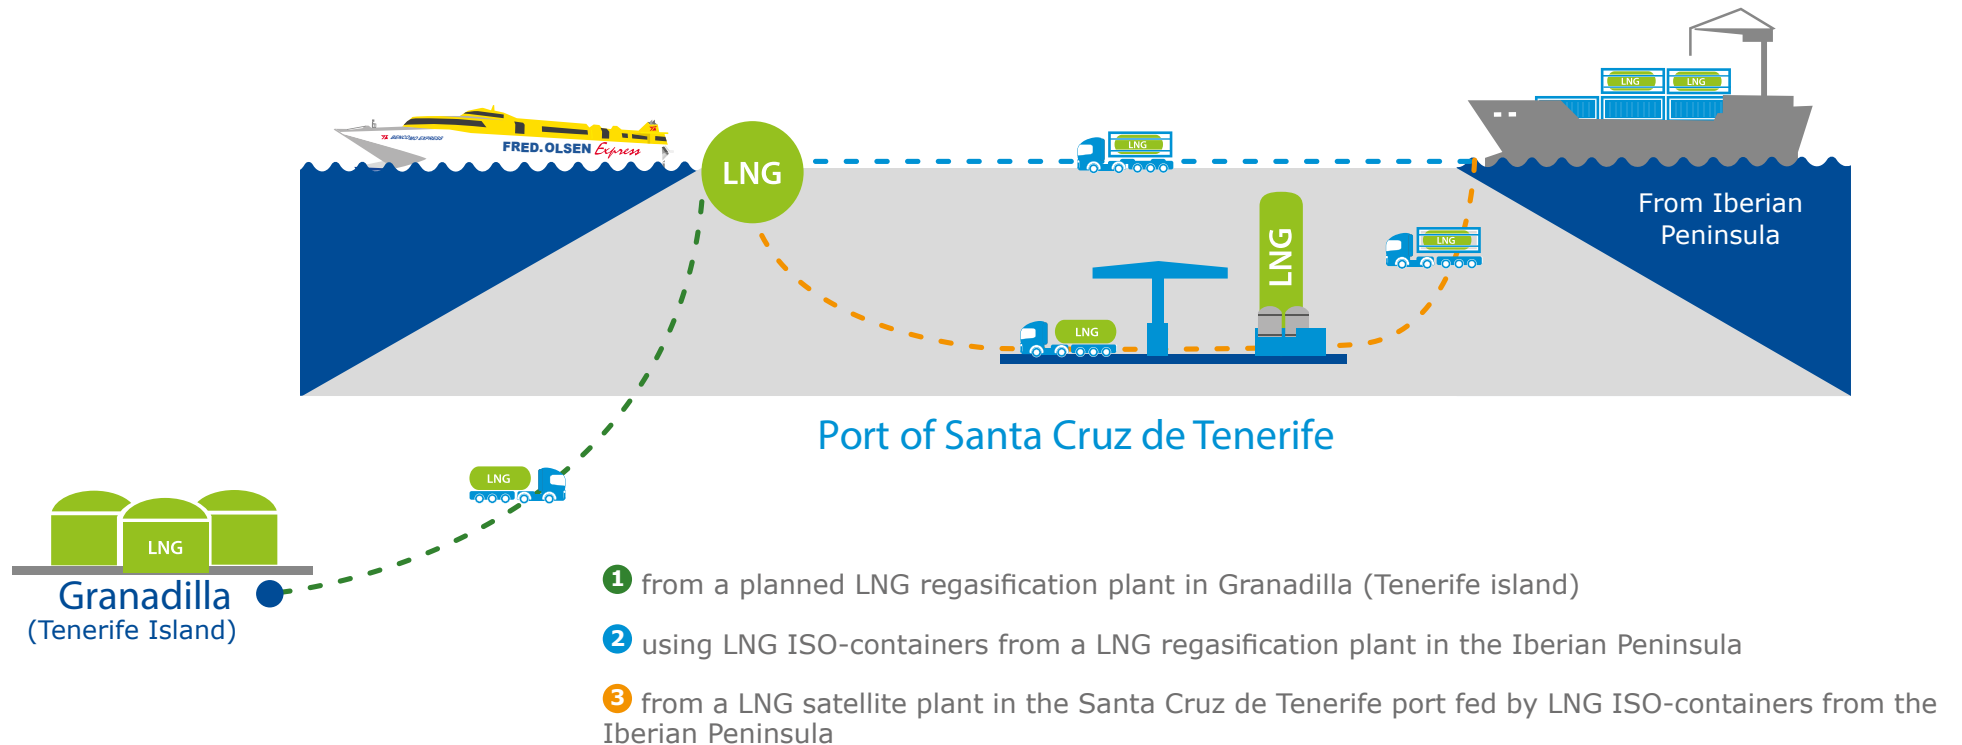 LNG
LNG
BENCOMO EXPRESS
FRED.OLSEN Express
LNG
LNG
From Iberian
Peninsula
LNG
LNG
LNG
Port of Santa Cruz de Tenerife
LNG
LNG
Granadilla
(Tenerife Island)
1 from a planned LNG regasification plant in Granadilla (Tenerife island)
2 using LNG ISO-containers from a LNG regasification plant in the Iberian Peninsula
3 from a LNG satellite plant in the Santa Cruz de Tenerife port fed by LNG ISO-containers from the
Iberian Peninsula